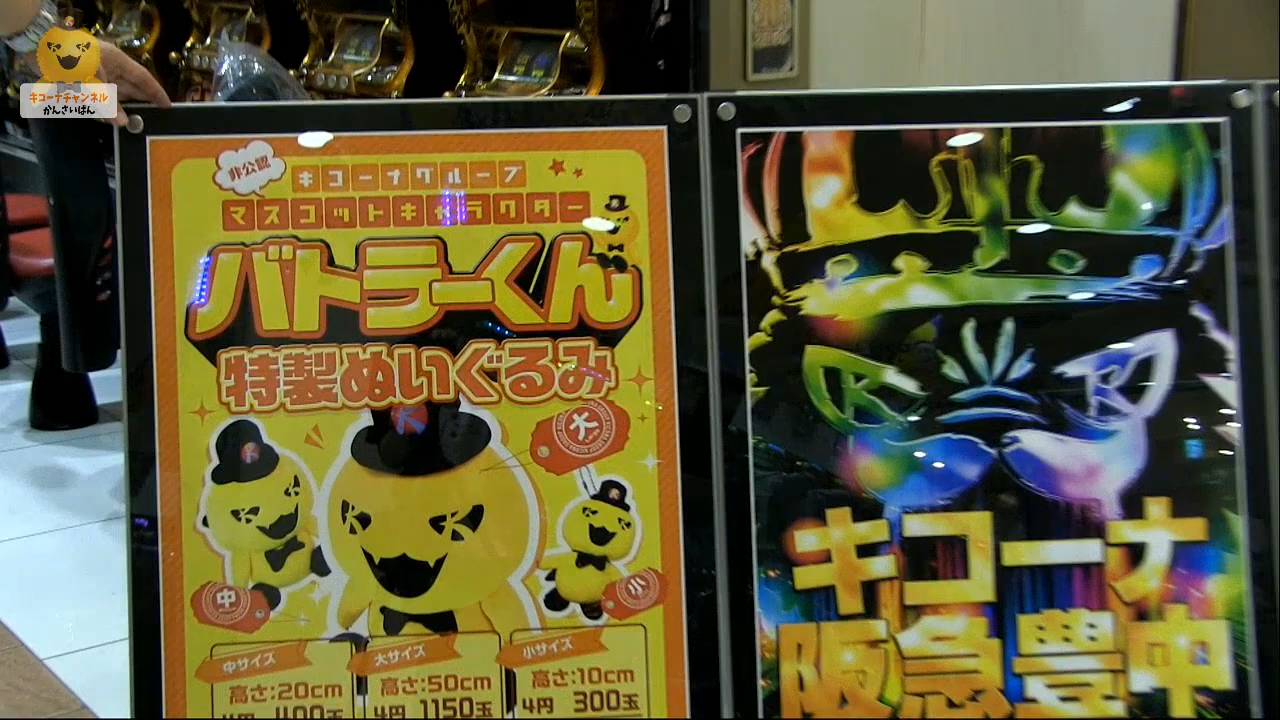 キコーナチャンネル
かんさいばん
非公認
キコーナグループ
マスコットキャラクター
バトラーくん
特製ぬいぐるみ
大
中
小
中サイズ
高さ:20cm
4円 400玉
大サイズ
高さ:50cm
4円 1150玉
小サイズ
高さ:10cm
4円 300玉
キコーナ
阪急豊中